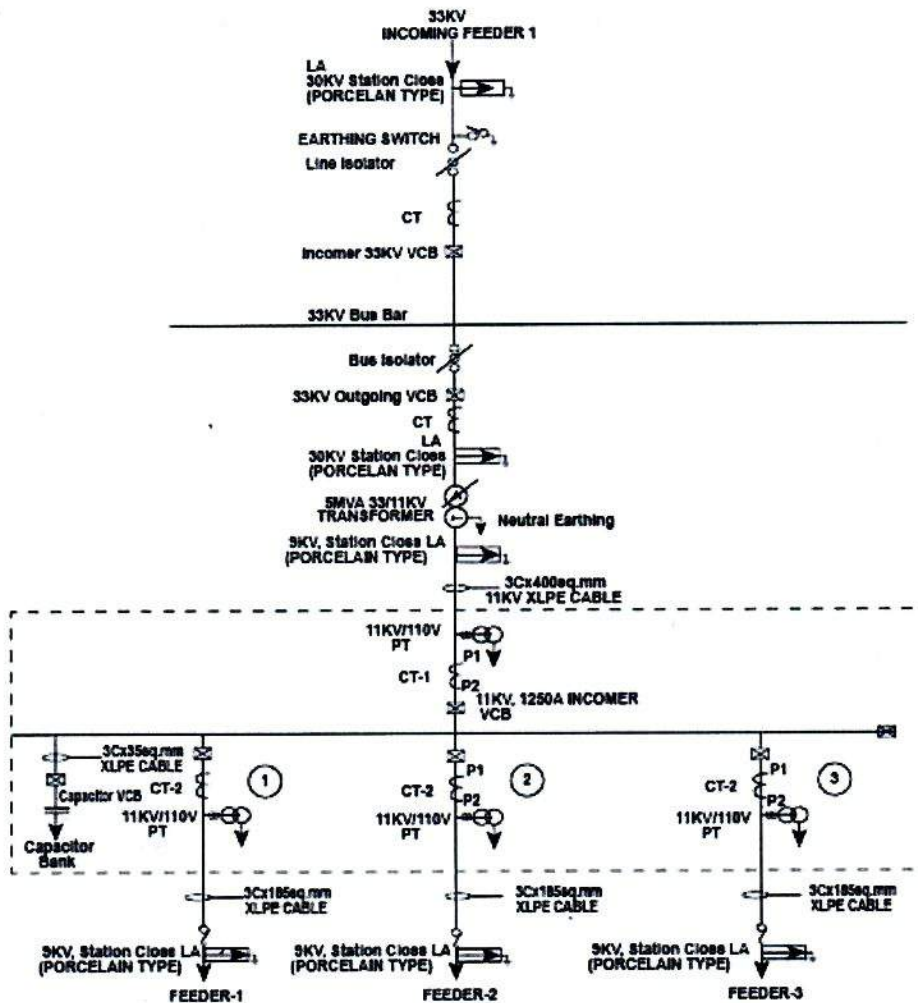 33KV
INCOMING FEEDER 1
LA
30KV Station Closs
(PORCELAN TYPE)
EARTHING SWITCH
Line Isolator
CT
Incomer 33KV VCB
33KV Bus Bar
Bus Isolator
33KV Outgoing VCB
CT
LA
30KV Station Closs
(PORCELAN TYPE)
5MVA 33/11KV
TRANSFORMER
Neutral Earthing
9KV, Station Closs LA
(PORCELAIN TYPE)
3Cx400sq.mm
11KV XLPE CABLE
11KV/110V
PT
P1
CT-1
P2
11KV, 1250A INCOMER
VCB
3Cx35sq.mm
XLPE CABLE
Capacitor VCB
Capacitor
Bank
CT-2
1
11KV/110V
PT
P1
CT-2
P2
2
11KV/110V
PT
P1
CT-2
P2
3
11KV/110V
PT
3Cx185sq.mm
XLPE CABLE
3Cx185sq.mm
XLPE CABLE
3Cx185sq.mm
XLPE CABLE
9KV, Station Closs LA
(PORCELAIN TYPE)
9KV, Station Closs LA
(PORCELAIN TYPE)
9KV, Station Closs LA
(PORCELAIN TYPE)
FEEDER-1
FEEDER-2
FEEDER-3